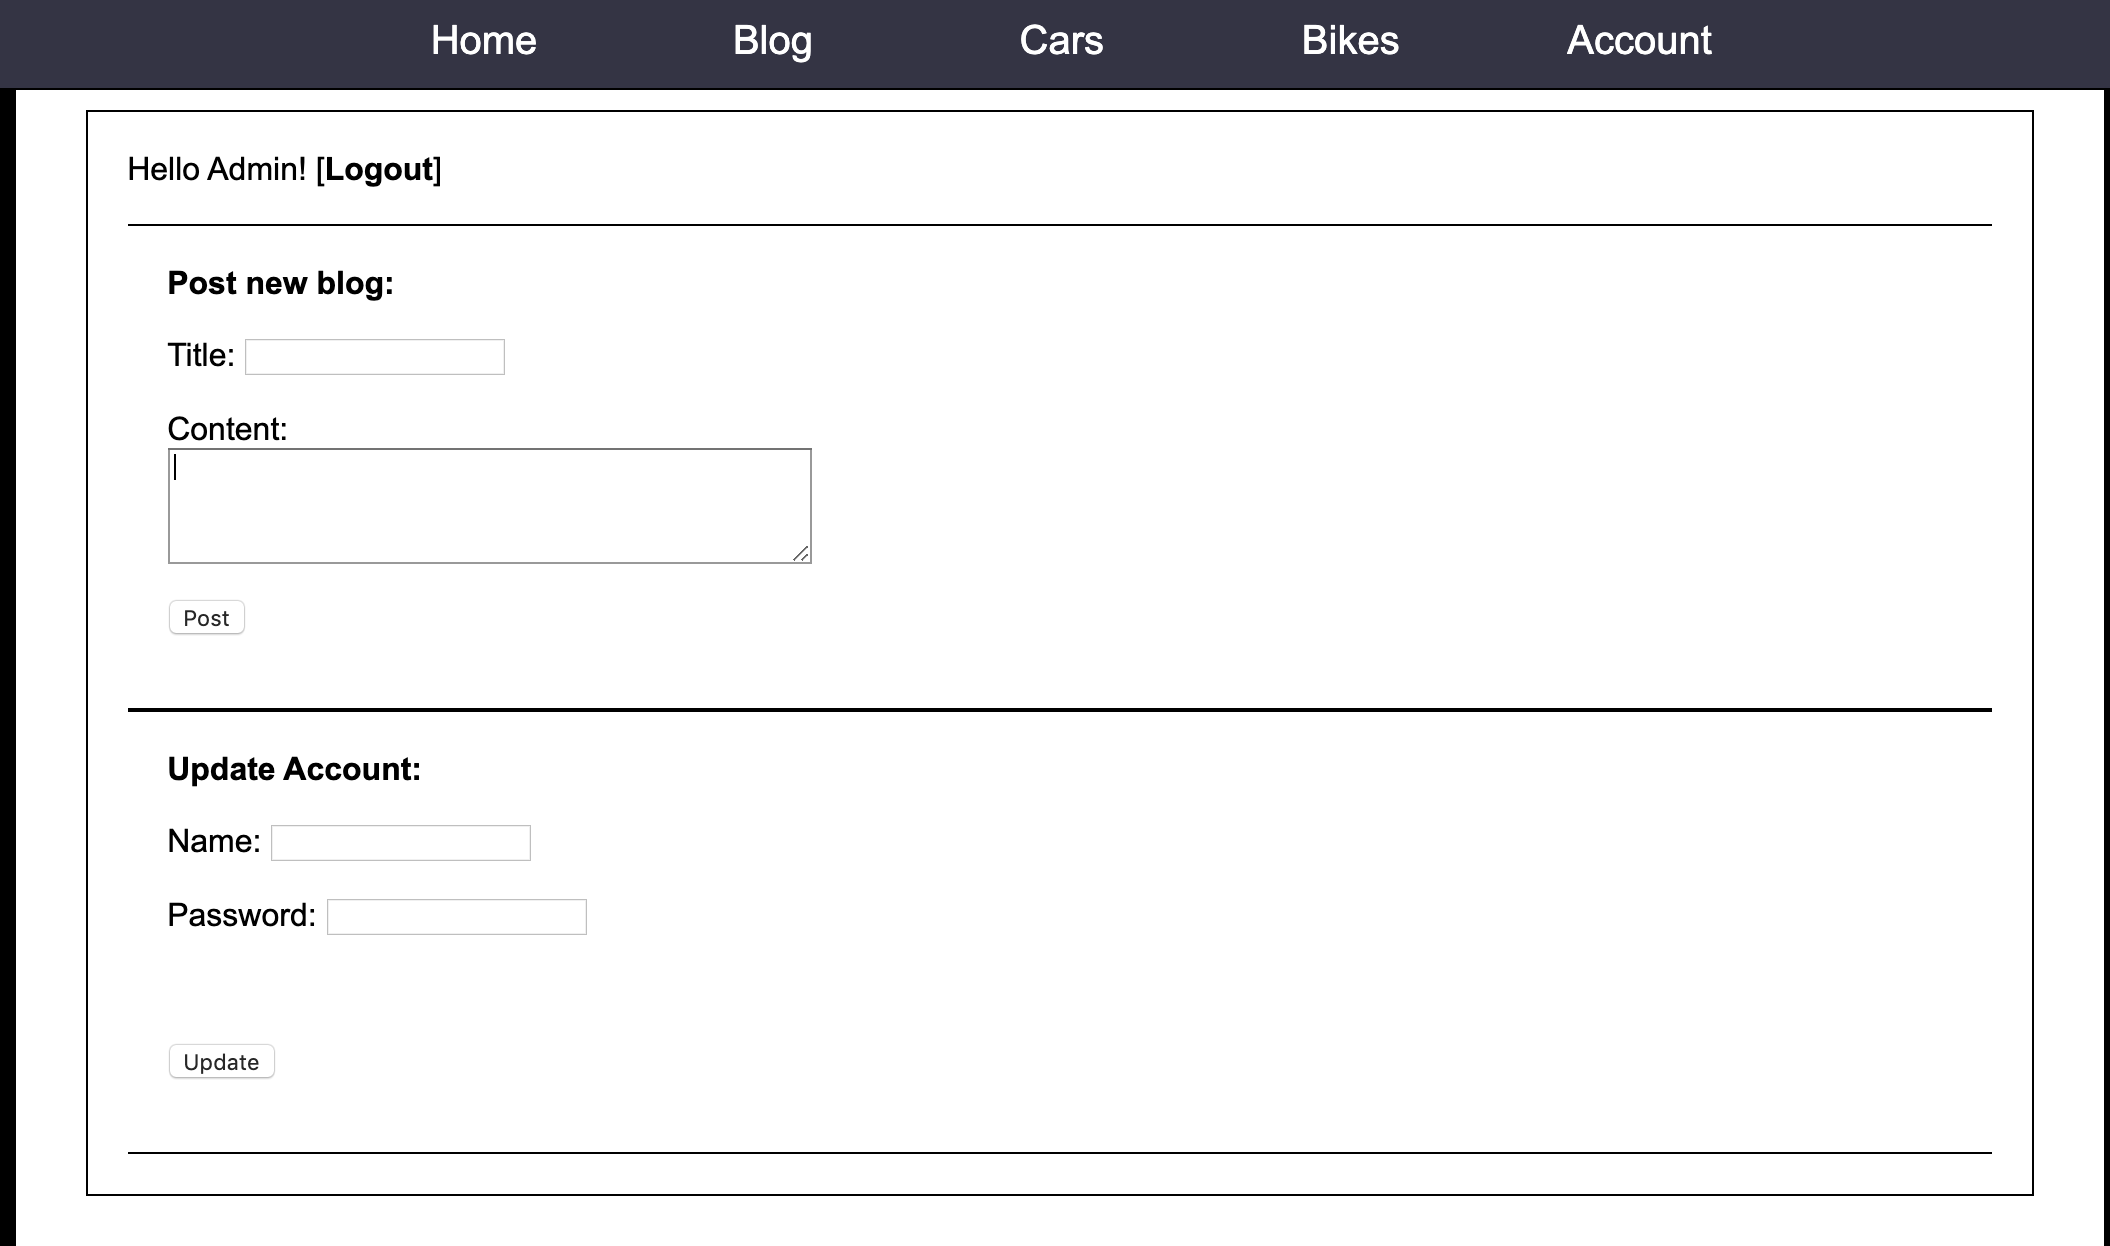 Home Blog Cars Bikes Account
Hello Admin! [Logout]
Post new blog:
Title:
Content:
Post
Update Account:
Name:
Password:
Update